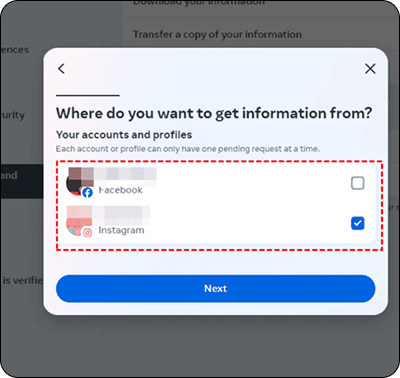 Download your information
Transfer a copy of your information
ences
Where do you want to get information from?
Your accounts and profiles
Each account or profile can only have one pending request at a time.
urity
and
Facebook
Instagram
Next
is verifie